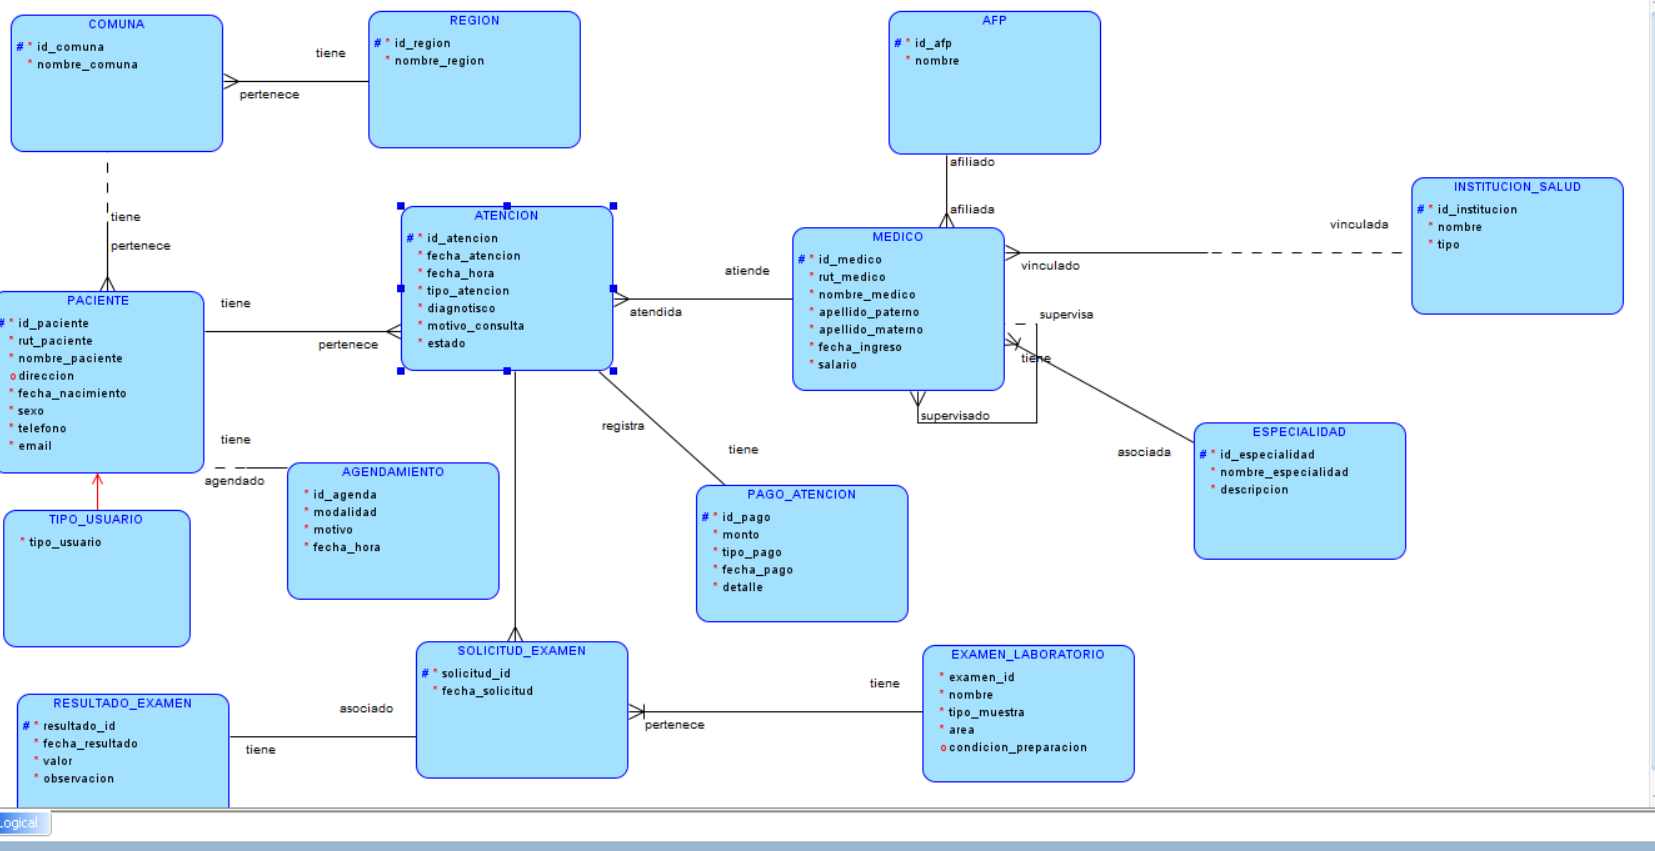 COMUNA
# * id_comuna
* nombre_comuna
tiene
pertenece
REGION
# * id_region
* nombre_region
AFP
# * id_afp
* nombre
afiliado
afiliada
INSTITUCION_SALUD
# * id_institucion
* nombre
* tipo
vinculada
vinculado
tiene
pertenece
ATENCION
# * id_atencion
* fecha_atencion
* fecha_hora
* tipo_atencion
* diagnotisco
* motivo_consulta
* estado
atiende
atendida
MEDICO
# * id_medico
* rut_medico
* nombre_medico
* apellido_paterno
* apellido_materno
* fecha_ingreso
* salario
supervisa
tiene
supervisado
asociada
ESPECIALIDAD
# * id_especialidad
* nombre_especialidad
* descripcion
PACIENTE
# * id_paciente
* rut_paciente
* nombre_paciente
o direccion
* fecha_nacimiento
* sexo
* telefono
* email
tiene
pertenece
tiene
agendado
AGENDAMIENTO
* id_agenda
* modalidad
* motivo
* fecha_hora
TIPO_USUARIO
* tipo_usuario
registra
tiene
PAGO_ATENCION
# * id_pago
* monto
* tipo_pago
* fecha_pago
* detalle
SOLICITUD_EXAMEN
# * solicitud_id
* fecha_solicitud
tiene
pertenece
EXAMEN_LABORATORIO
* examen_id
* nombre
* tipo_muestra
* area
o condicion_preparacion
RESULTADO_EXAMEN
# * resultado_id
* fecha_resultado
* valor
* observacion
asociado
tiene
Logical